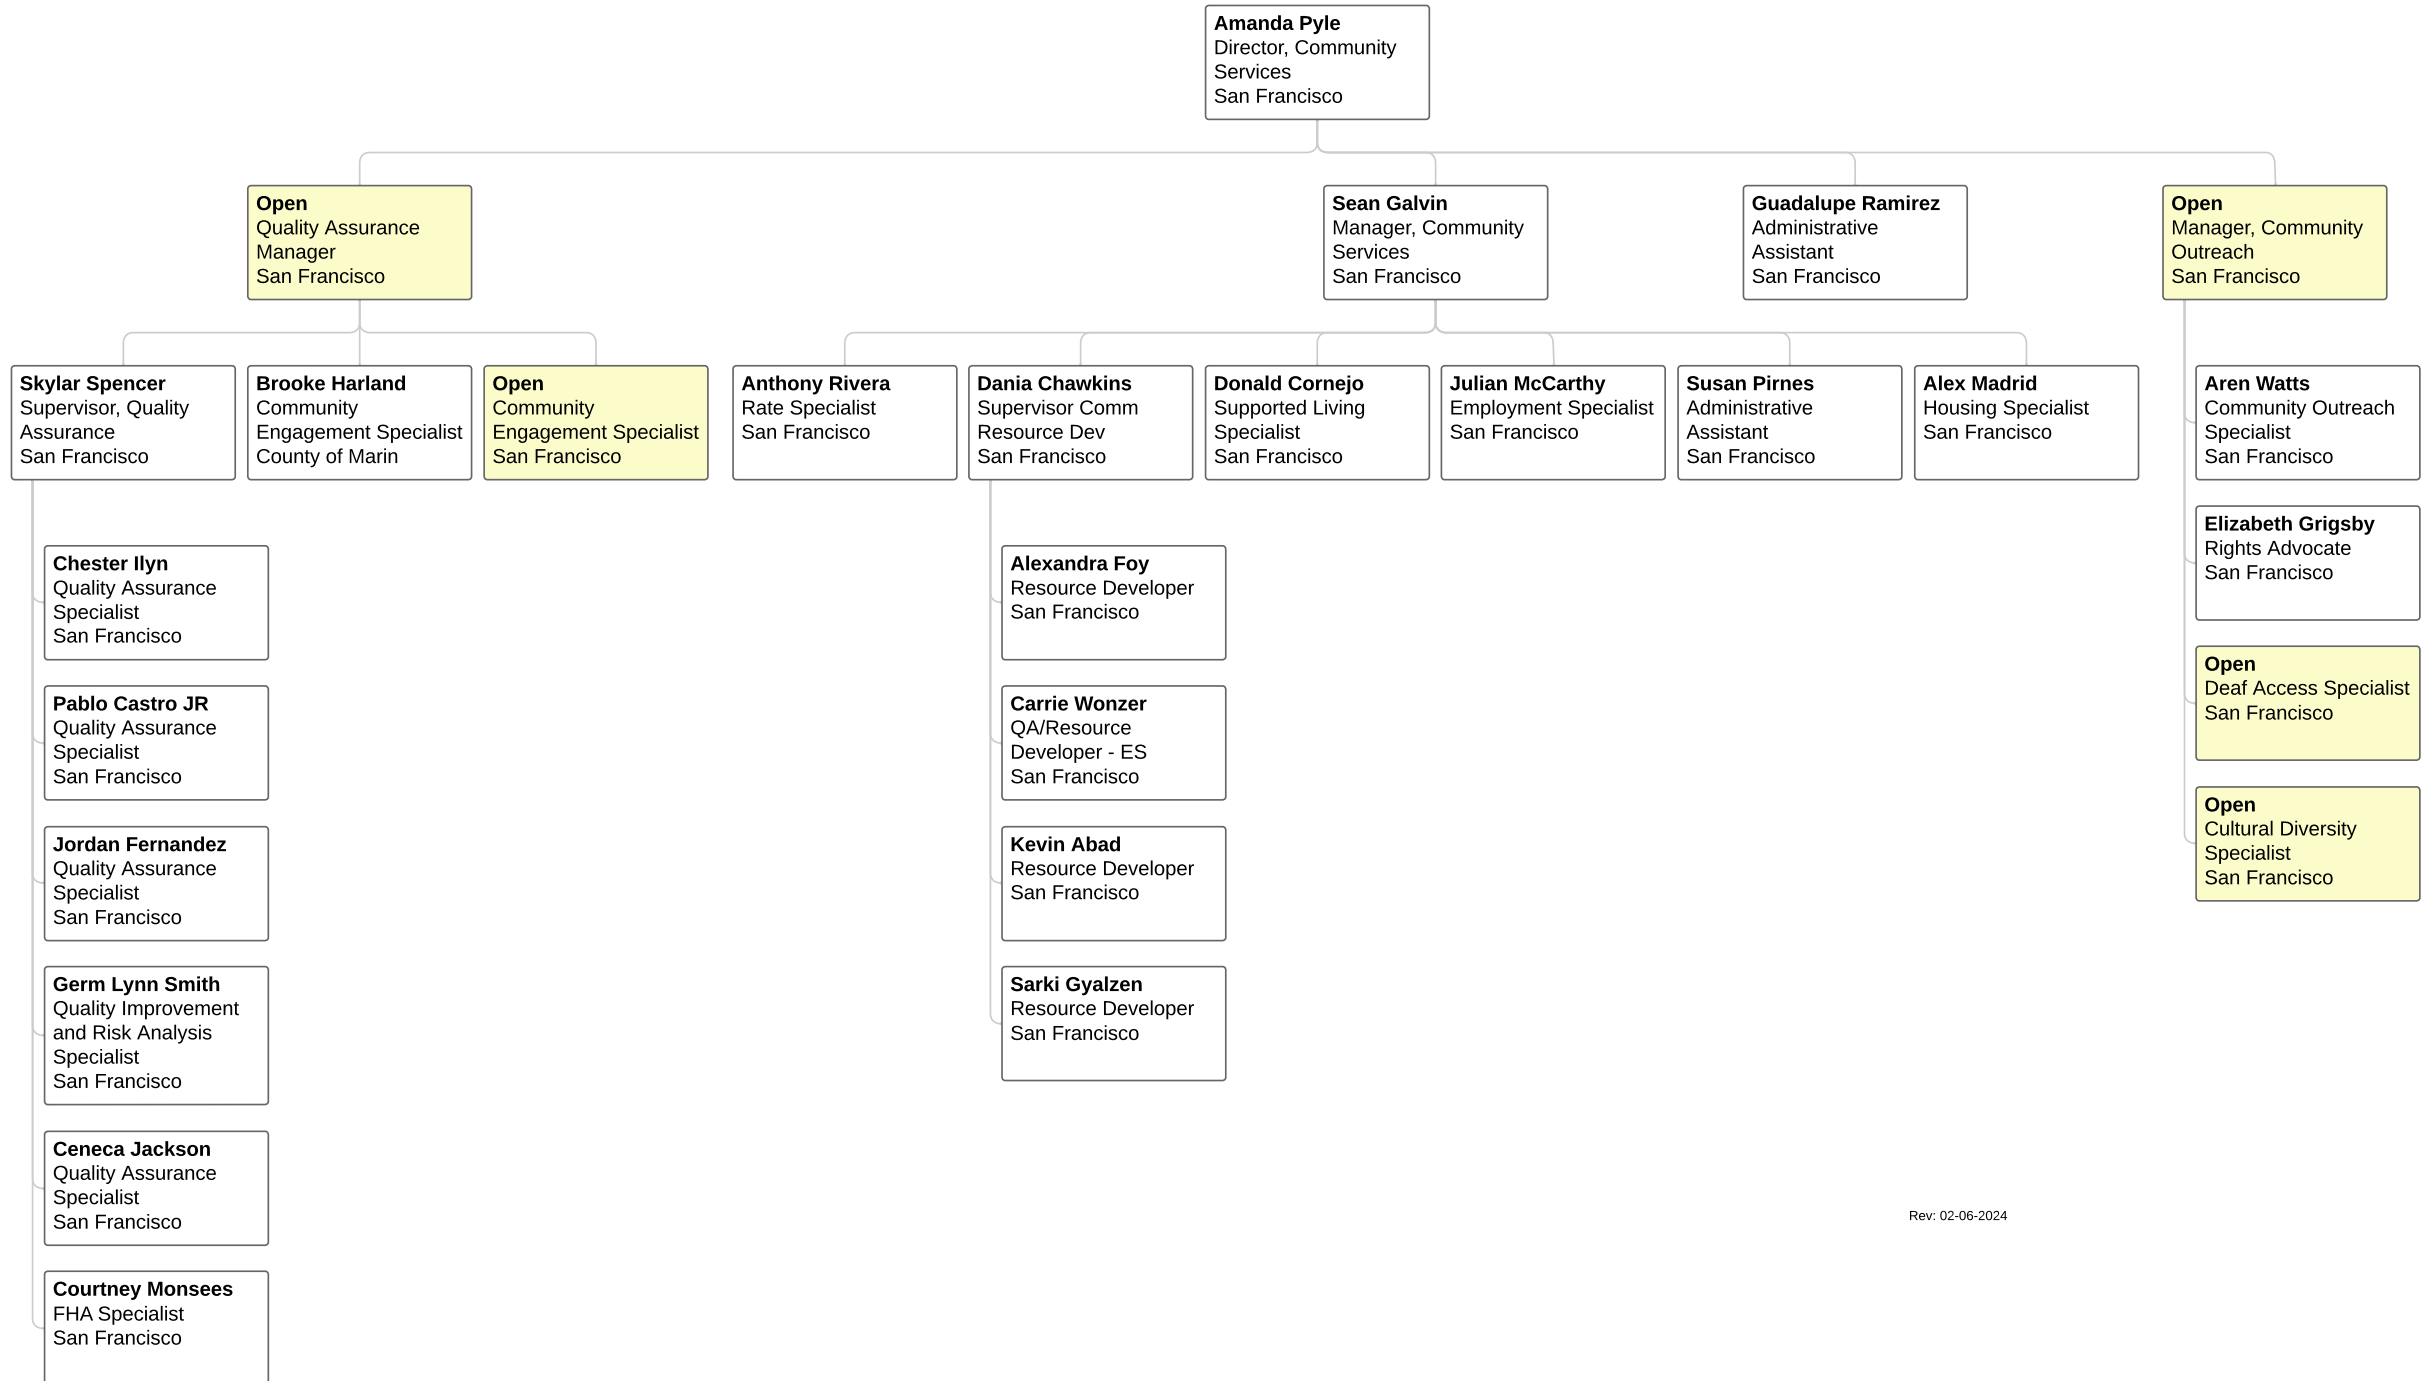 Amanda Pyle
Director, Community
Services
San Francisco
Open
Quality Assurance
Manager
San Francisco
Sean Galvin
Manager, Community
Services
San Francisco
Guadalupe Ramirez
Administrative
Assistant
San Francisco
Open
Manager, Community
Outreach
San Francisco
Skylar Spencer
Supervisor, Quality
Assurance
San Francisco
Brooke Harland
Community
Engagement Specialist
County of Marin
Open
Community
Engagement Specialist
San Francisco
Anthony Rivera
Rate Specialist
San Francisco
Dania Chawkins
Supervisor Comm
Resource Dev
San Francisco
Donald Cornejo
Supported Living
Specialist
San Francisco
Julian McCarthy
Employment Specialist
San Francisco
Susan Pirnes
Administrative
Assistant
San Francisco
Alex Madrid
Housing Specialist
San Francisco
Aren Watts
Community Outreach
Specialist
San Francisco
Chester Ilyn
Quality Assurance
Specialist
San Francisco
Pablo Castro JR
Quality Assurance
Specialist
San Francisco
Jordan Fernandez
Quality Assurance
Specialist
San Francisco
Germ Lynn Smith
Quality Improvement
and Risk Analysis
Specialist
San Francisco
Ceneca Jackson
Quality Assurance
Specialist
San Francisco
Courtney Monsees
FHA Specialist
San Francisco
Alexandra Foy
Resource Developer
San Francisco
Carrie Wonzer
QA/Resource
Developer - ES
San Francisco
Kevin Abad
Resource Developer
San Francisco
Sarki Gyalzen
Resource Developer
San Francisco
Elizabeth Grigsby
Rights Advocate
San Francisco
Open
Deaf Access Specialist
San Francisco
Open
Cultural Diversity
Specialist
San Francisco
Rev: 02-06-2024